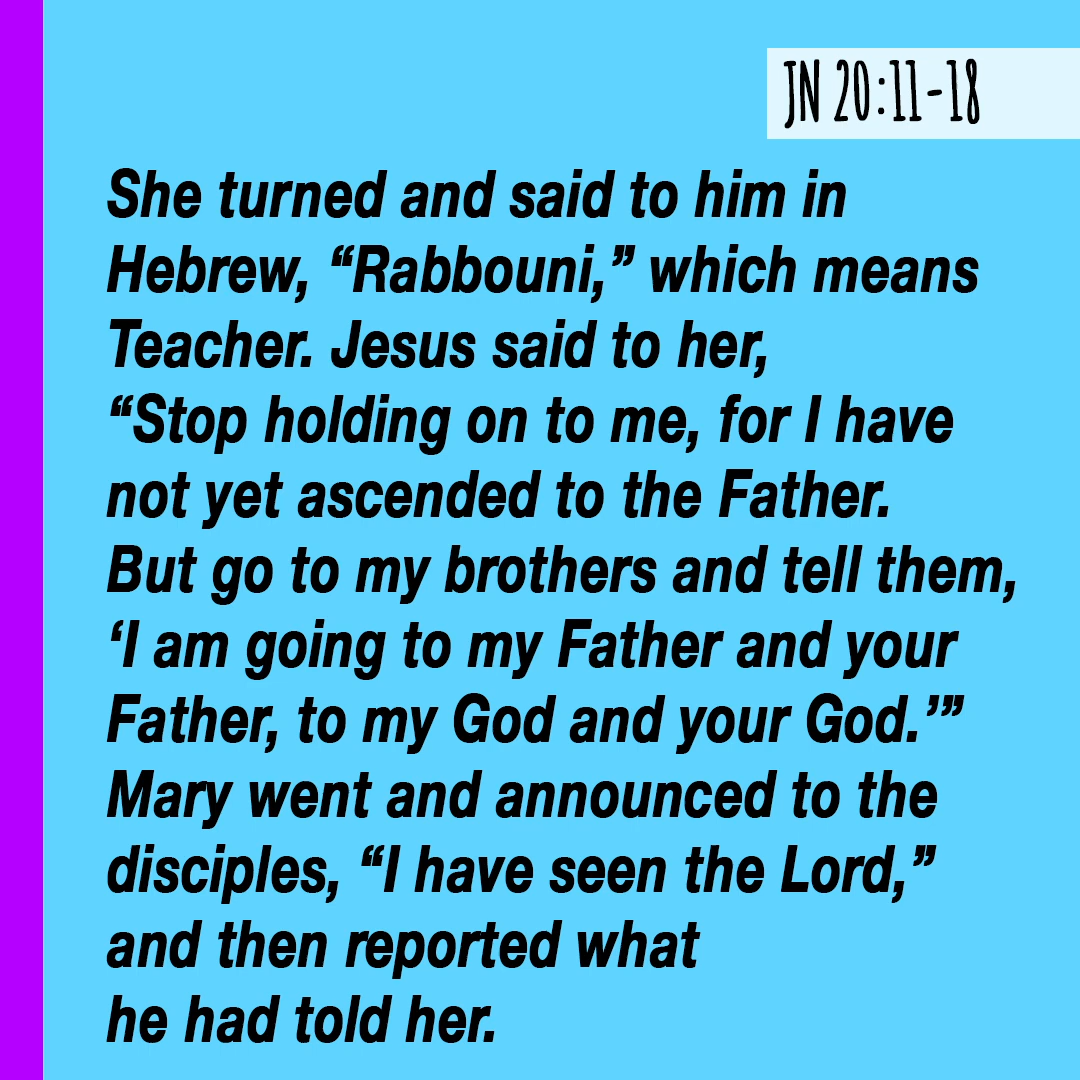 JN 20:11-18
She turned and said to him in
Hebrew, “Rabbouni,” which means
Teacher. Jesus said to her,
“Stop holding on to me, for I have
not yet ascended to the Father.
But go to my brothers and tell them,
‘I am going to my Father and your
Father, to my God and your God.’”
Mary went and announced to the
disciples, “I have seen the Lord,”
and then reported what
he had told her.